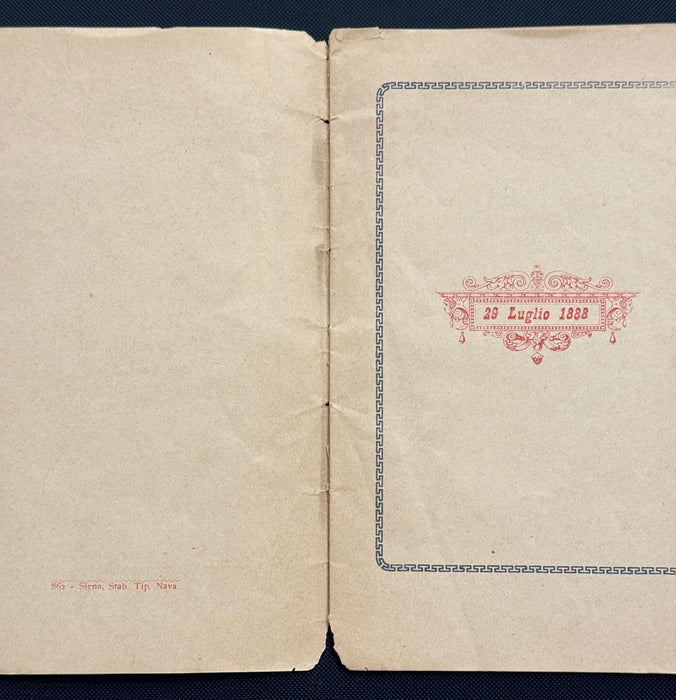 862 - Siena, Stab. Tip. Nava
29 Luglio 1888